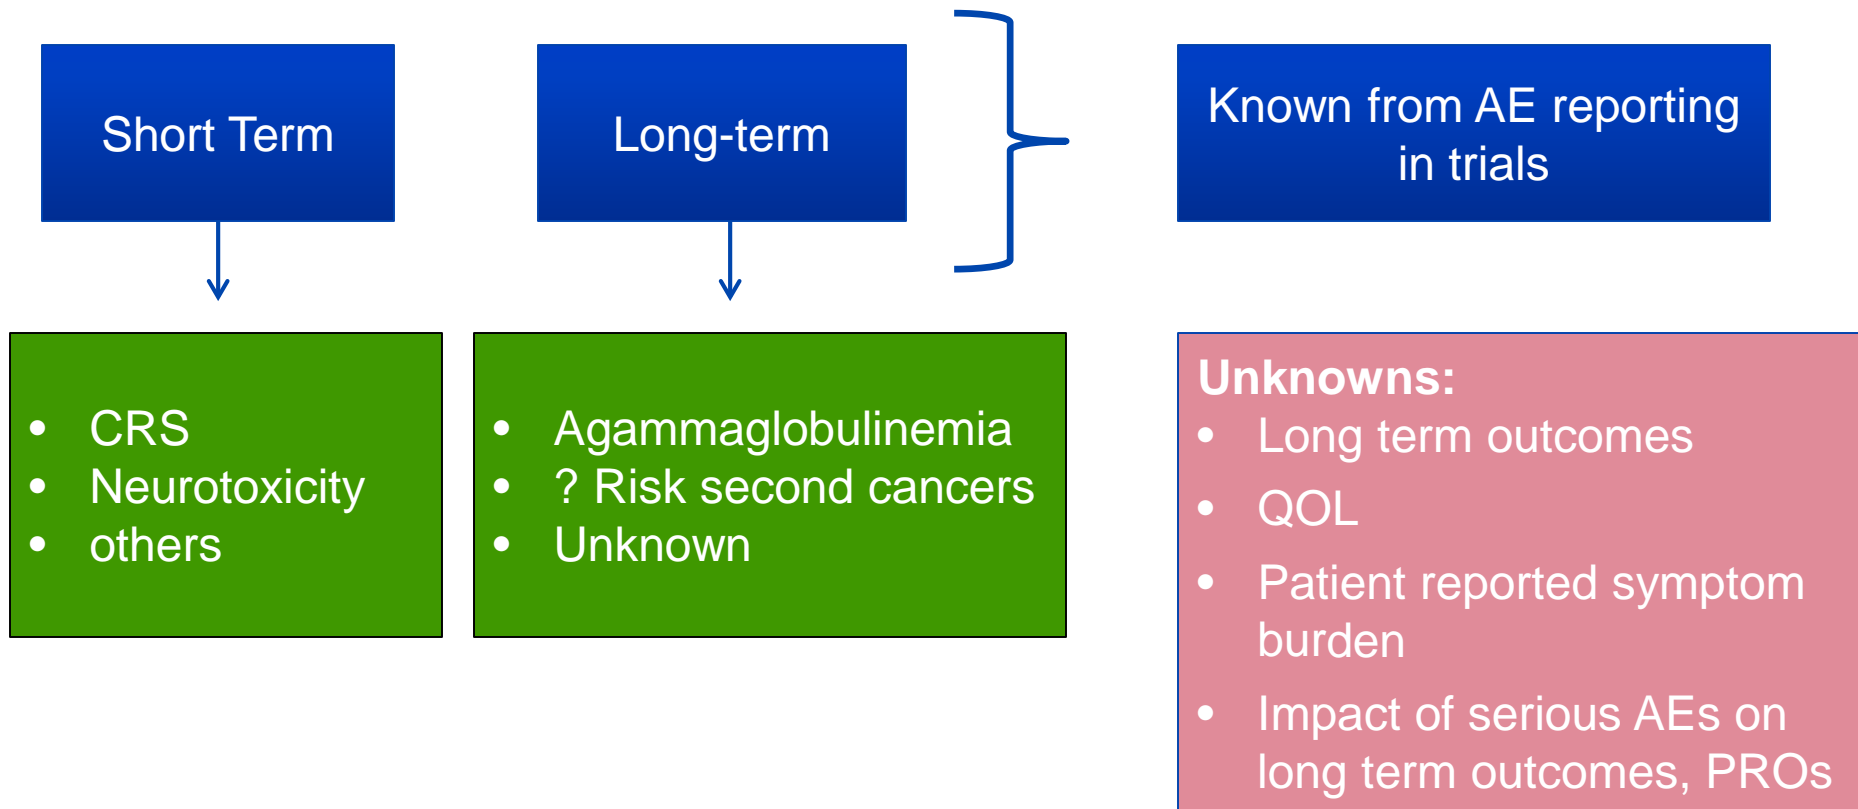 Short Term
Long-term
Known from AE reporting
in trials
• CRS
• Neurotoxicity
• others
• Agammaglobulinemia
• ? Risk second cancers
• Unknown
Unknowns:
• Long term outcomes
• QOL
• Patient reported symptom
burden
• Impact of serious AEs on
long term outcomes, PROs